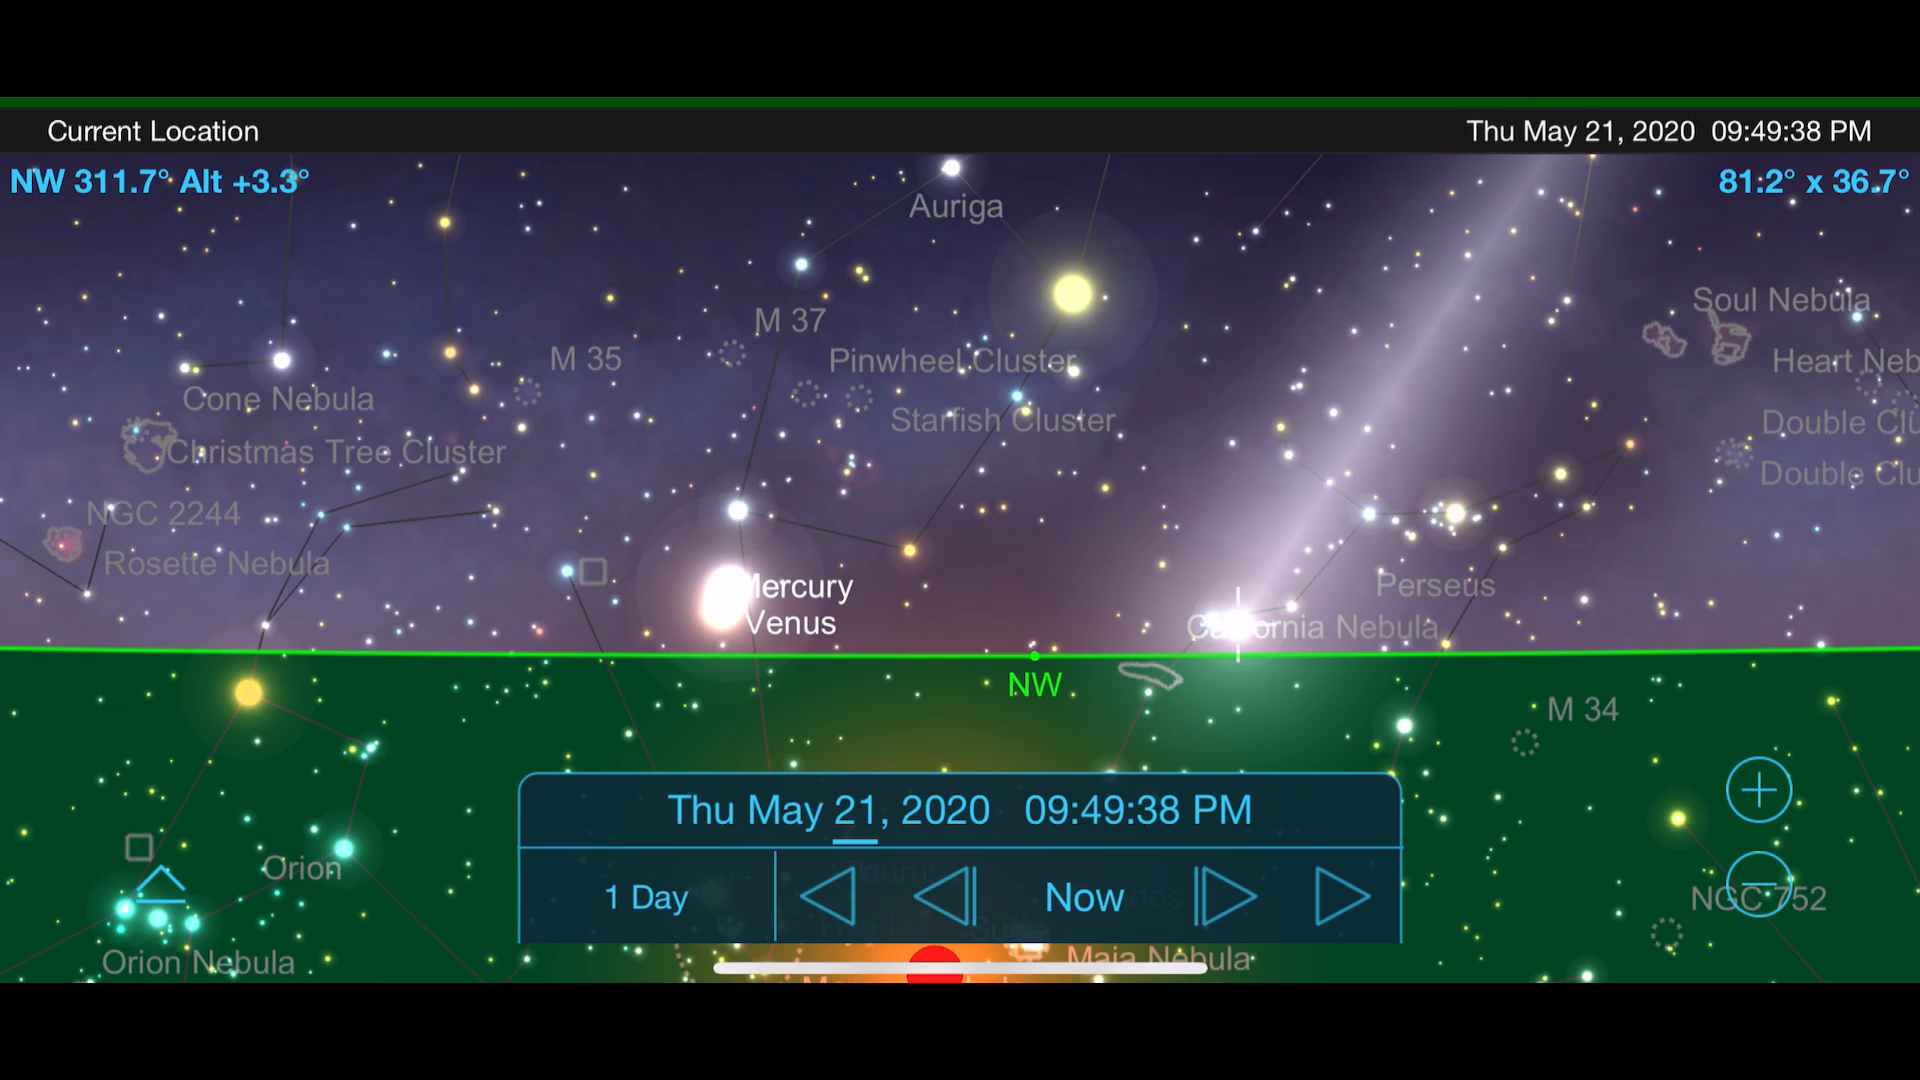 Current Location
Thu May 21, 2020 09:49:38 PM
NW 311.7° Alt +3.3°
81.2° x 36.7°
Auriga
Soul Nebula
M 37
M 35
Pinwheel Cluster
Heart Neb
Cone Nebula
Starfish Cluster
Double Clu
Christmas Tree Cluster
Double Clu
NGC 2244
Rosette Nebula
Mercury
Perseus
Venus
California Nebula
NW
M 34
Thu May 21, 2020 09:49:38 PM
Orion
1 Day
Now
NGC 752
Orion Nebula
Maia Nebula